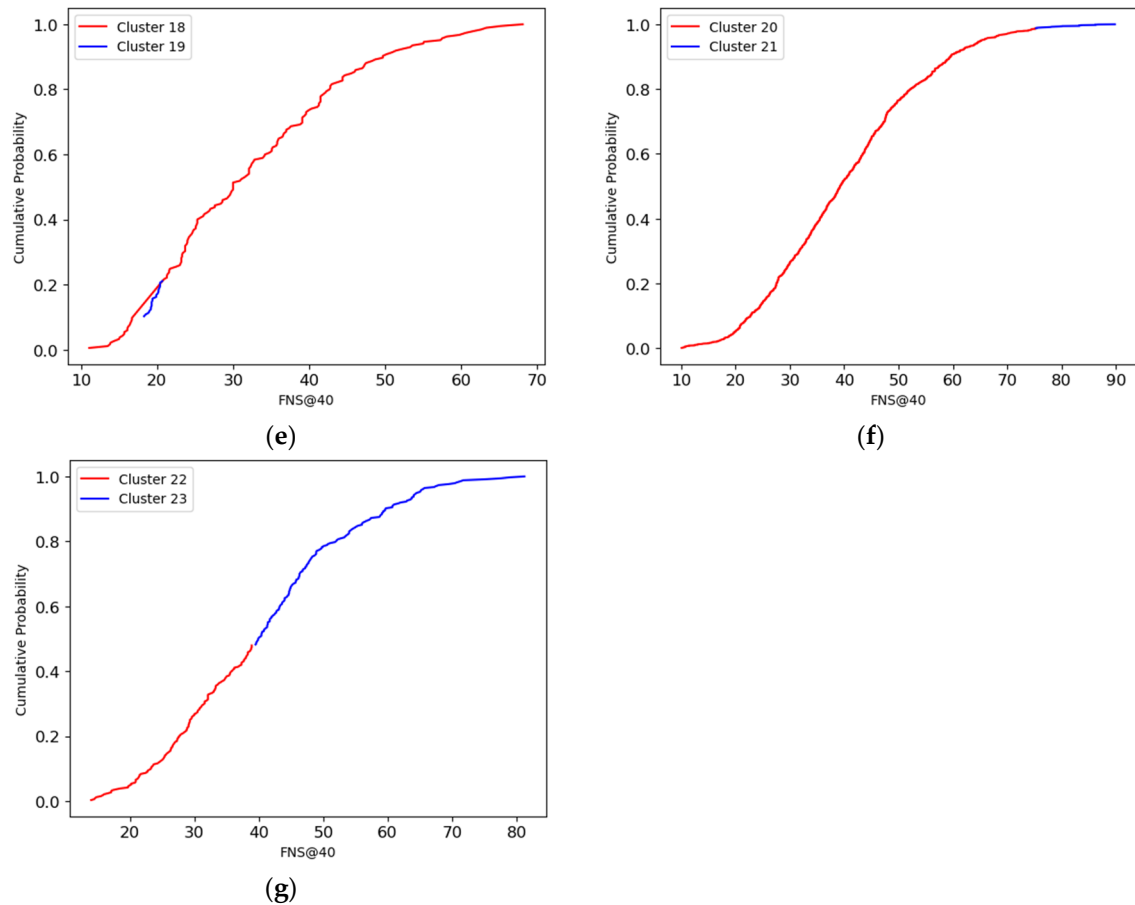 Cluster 18
Cluster 19
1.0
0.8
0.6
0.4
0.2
0.0
Cumulative Probability
10 20 30 40 50 60 70
FNS@40
(e)
Cluster 20
Cluster 21
1.0
0.8
0.6
0.4
0.2
0.0
Cumulative Probability
10 20 30 40 50 60 70 80 90
FNS@40
(f)
Cluster 22
Cluster 23
1.0
0.8
0.6
0.4
0.2
0.0
Cumulative Probability
20 30 40 50 60 70 80
FNS@40
(g)